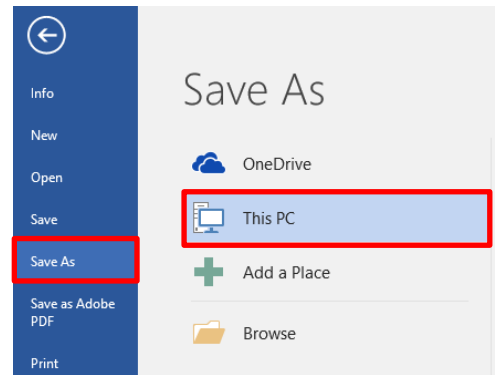 Save As
Info
New
Open
Save
Save As
Save as Adobe
PDF
Print
OneDrive
This PC
Add a Place
Browse